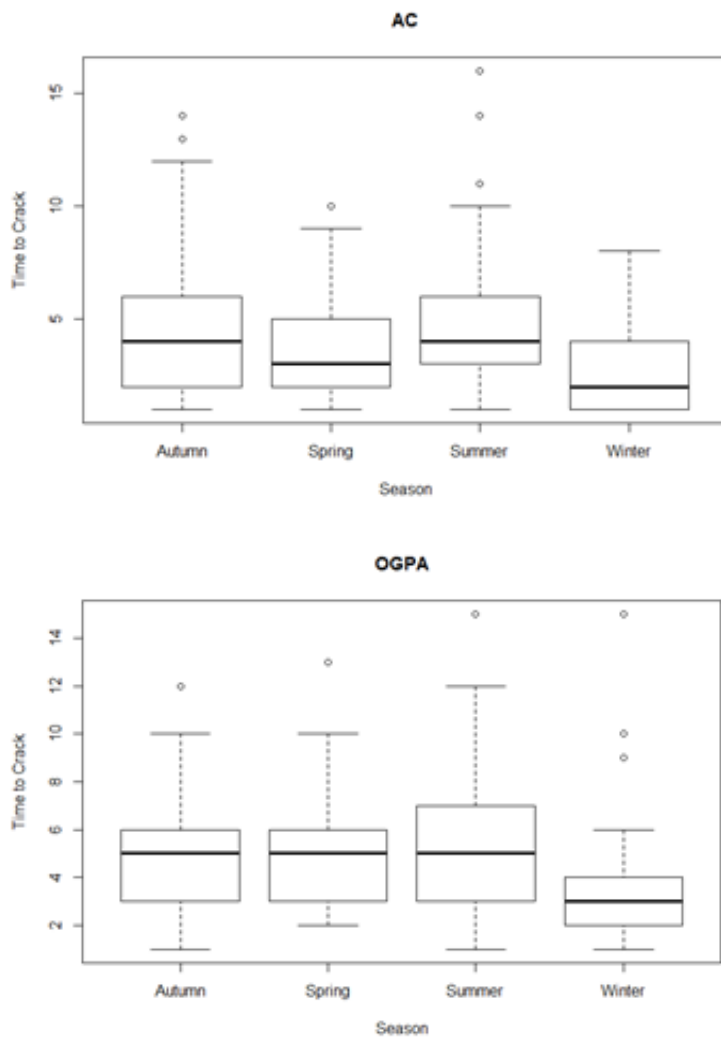 AC
Time to Crack
15
10
5
Autumn Spring Summer Winter
Season
OGPA
Time to Crack
14
12
10
8
6
4
2
Autumn Spring Summer Winter
Season